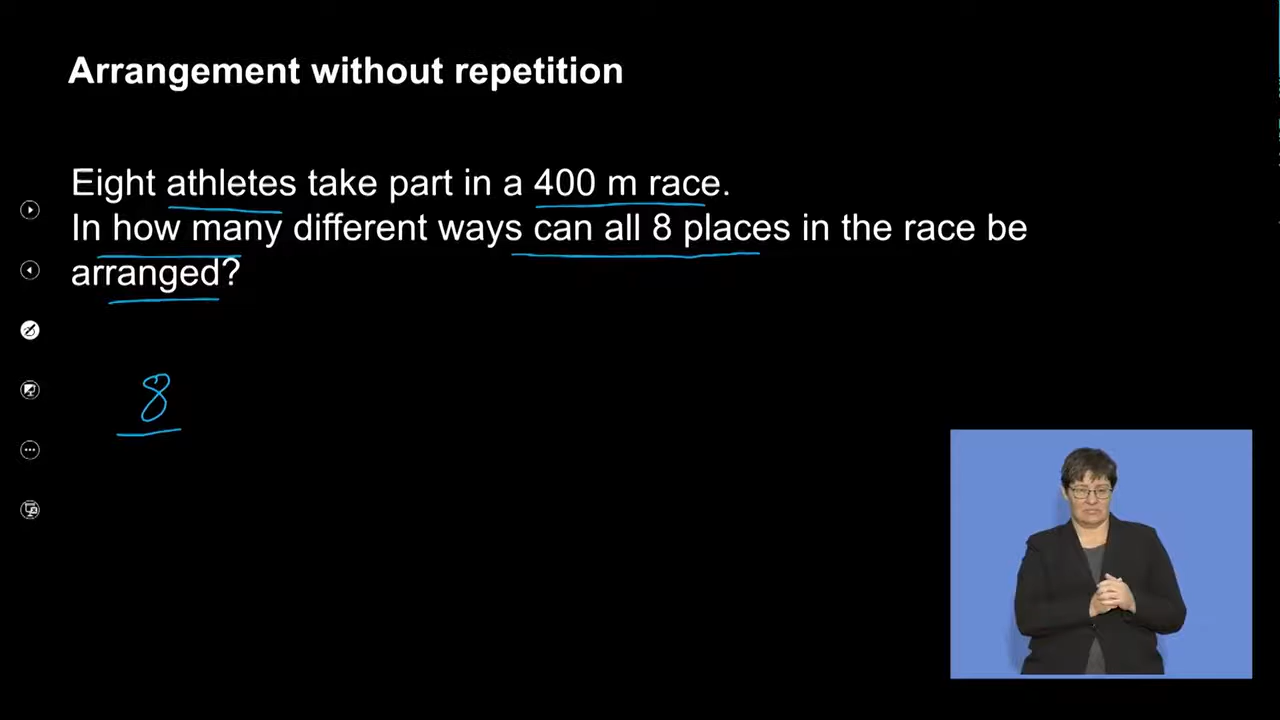 Arrangement without repetition
Eight athletes take part in a 400 m race.
In how many different ways can all 8 places in the race be
arranged?
8